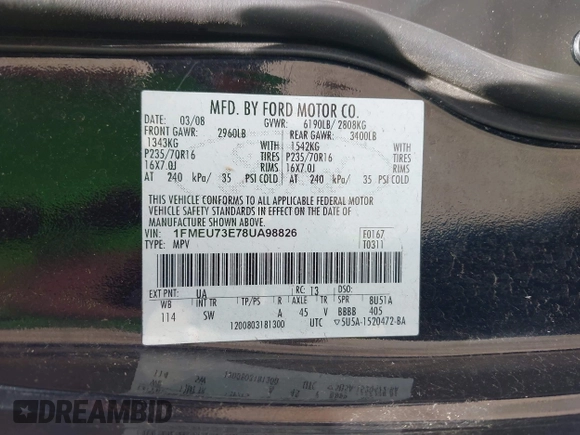 MFD. BY FORD MOTOR CO.
DATE: 03/08 GVWR: 6190LB/ 2808KG
FRONT GAWR: 2960LB REAR GAWR: 3400LB
1343KG WITH 1542KG WITH
P235/70R16 TIRES P235/70R16 TIRES
16X7.0J RIMS 16X7.0J RIMS
AT 240 kPa/ 35 PSI COLD AT 240 kPa/ 35 PSI COLD
THIS VEHICLE CONFORMS TO ALL APPLICABLE FEDERAL MOTOR
VEHICLE SAFETY STANDARDS IN EFFECT ON THE DATE OF
MANUFACTURE SHOWN ABOVE.
VIN: 1FMEU73E78UA98826 F0167
TYPE: MPV T0311
EXT PNT: UA RC: 13 DSO:
WB INT TR TP/PS R AXLE TR SPR BU51A
114 SW A 45 V BBBB 405
1200803181300 UTC 5U5A-1520472-BA
DREAMBID